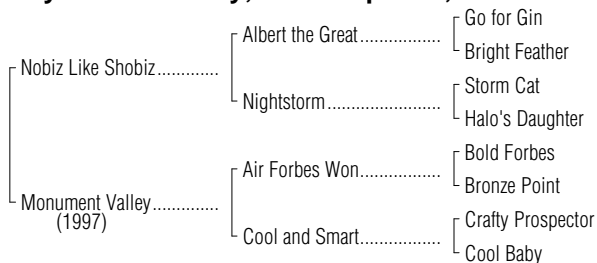 Go for Gin
Albert the Great..................
Bright Feather
Nobiz Like Shobiz.............
Storm Cat
Nightstorm.........................
Halo's Daughter
Bold Forbes
Air Forbes Won..................
Bronze Point
Monument Valley..............
(1997)
Crafty Prospector
Cool and Smart..................
Cool Baby